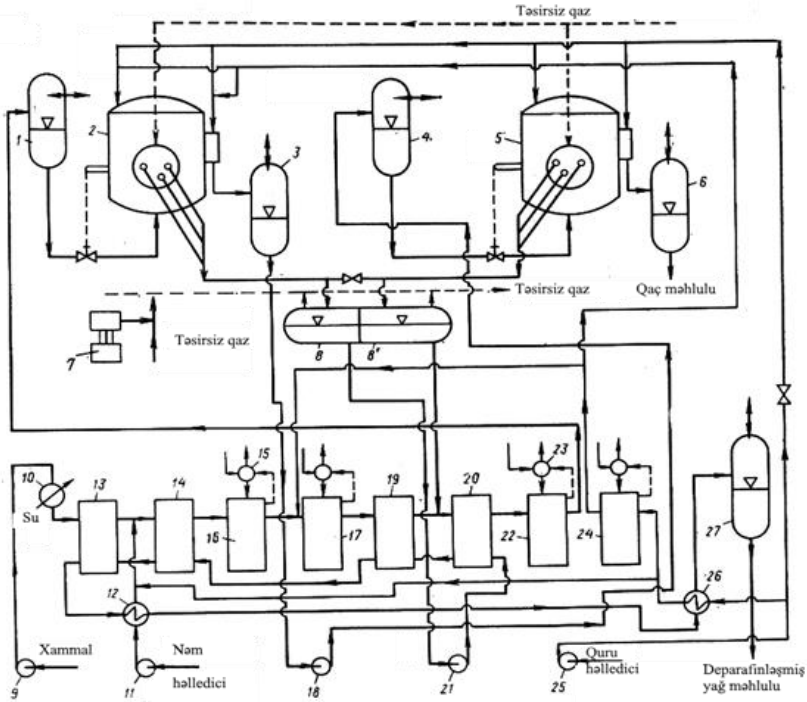 Təsirsiz qaz
1
2
3
4
5
6
Qaç məhlulu
Təsirsiz qaz
7
Təsirsiz qaz
8
8"
10
Su
13
14
15
16
17
19
20
23
22
24
27
12
26
Xammal
Nəm
həlledici
Quru
həlledici
9
11
18
21
25
Deparafinləşmiş
yağ məhlulu